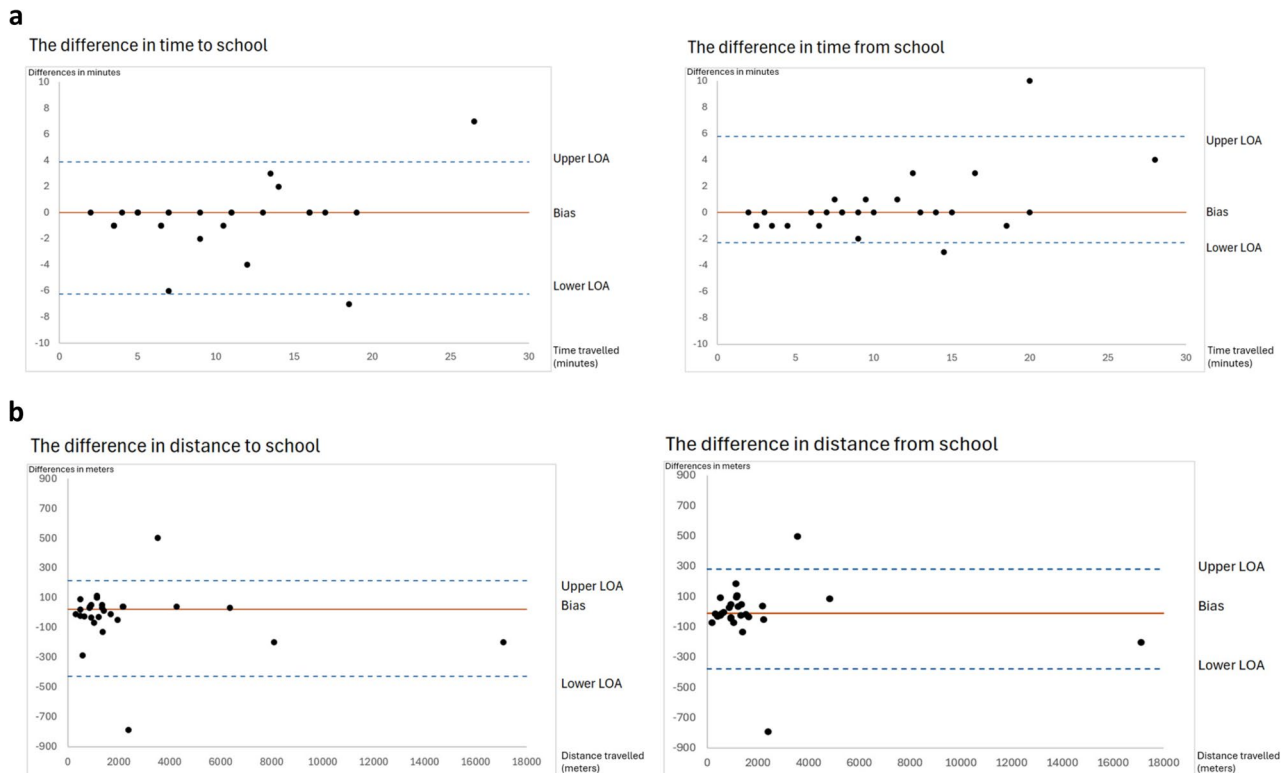 a
The difference in time to school
Differences in minutes
10
8
6
4
2
0
-2
-4
-6
-8
-10
0
5
10
15
20
25
30
Upper LOA
Bias
Lower LOA
Time travelled
(minutes)
The difference in time from school
Differences in minutes
10
8
6
4
2
0
-2
-4
-6
-8
-10
0
5
10
15
20
25
30
Upper LOA
Bias
Lower LOA
Time travelled
(minutes)
b
The difference in distance to school
Differences in meters
900
700
500
300
100
-100
-300
-500
-700
-900
0
2000
4000
6000
8000
10000
12000
14000
16000
18000
Upper LOA
Bias
Lower LOA
Distance travelled
(meters)
The difference in distance from school
Differences in meters
900
700
500
300
100
-100
-300
-500
-700
-900
0
2000
4000
6000
8000
10000
12000
14000
16000
18000
Upper LOA
Bias
Lower LOA
Distance travelled
(meters)